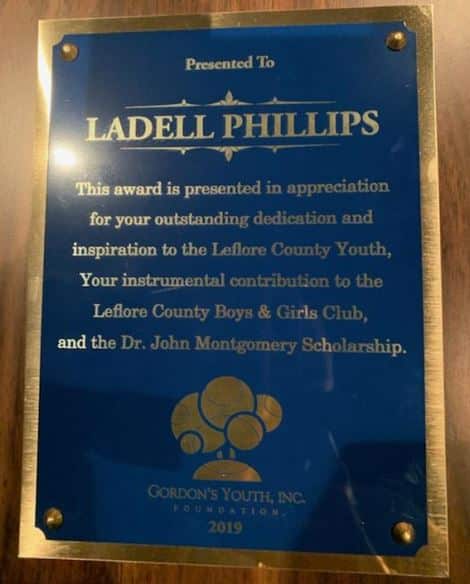 Presented To
LADELL PHILLIPS
This award is presented in appreciation
for your outstanding dedication and
inspiration to the Leflore County Youth,
Your instrumental contribution to the
Leflore County Boys & Girls Club,
and the Dr. John Montgomery Scholarship.
GORDON'S YOUTH, INC.
FOUNDATION.
2019